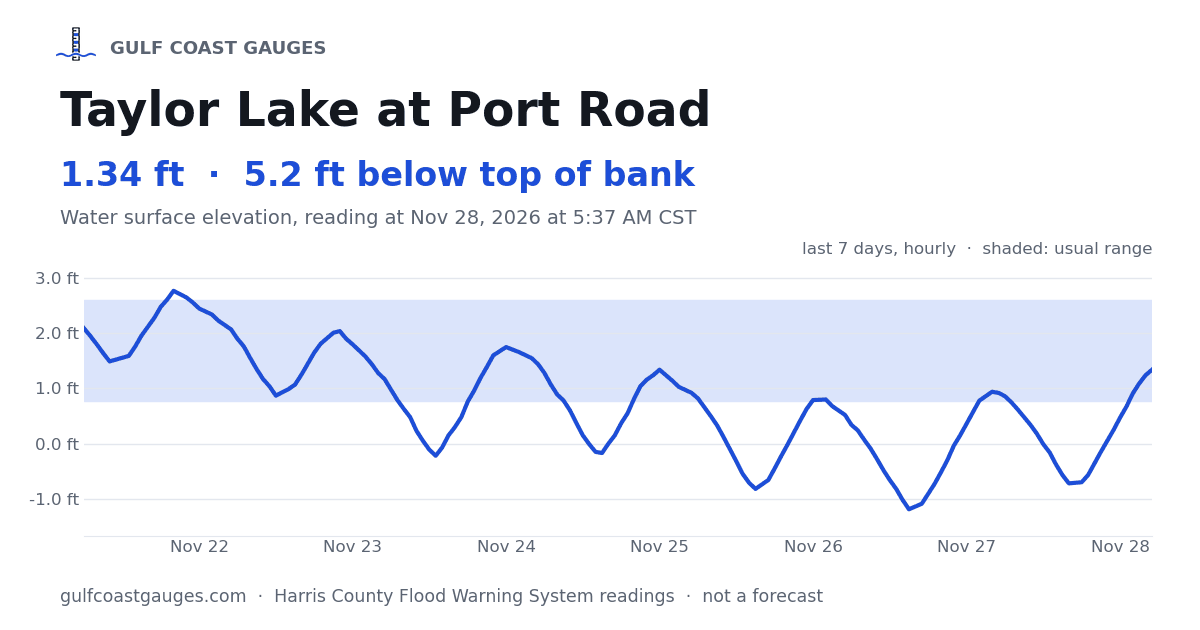 GULF COAST GAUGES
Taylor Lake at Port Road
1.34 ft · 5.2 ft below top of bank
Water surface elevation, reading at Nov 28, 2026 at 5:37 AM CST
last 7 days, hourly · shaded: usual range
3.0 ft
2.0 ft
1.0 ft
0.0 ft
-1.0 ft
Nov 22 Nov 23 Nov 24 Nov 25 Nov 26 Nov 27 Nov 28
gulfcoastgauges.com · Harris County Flood Warning System readings · not a forecast